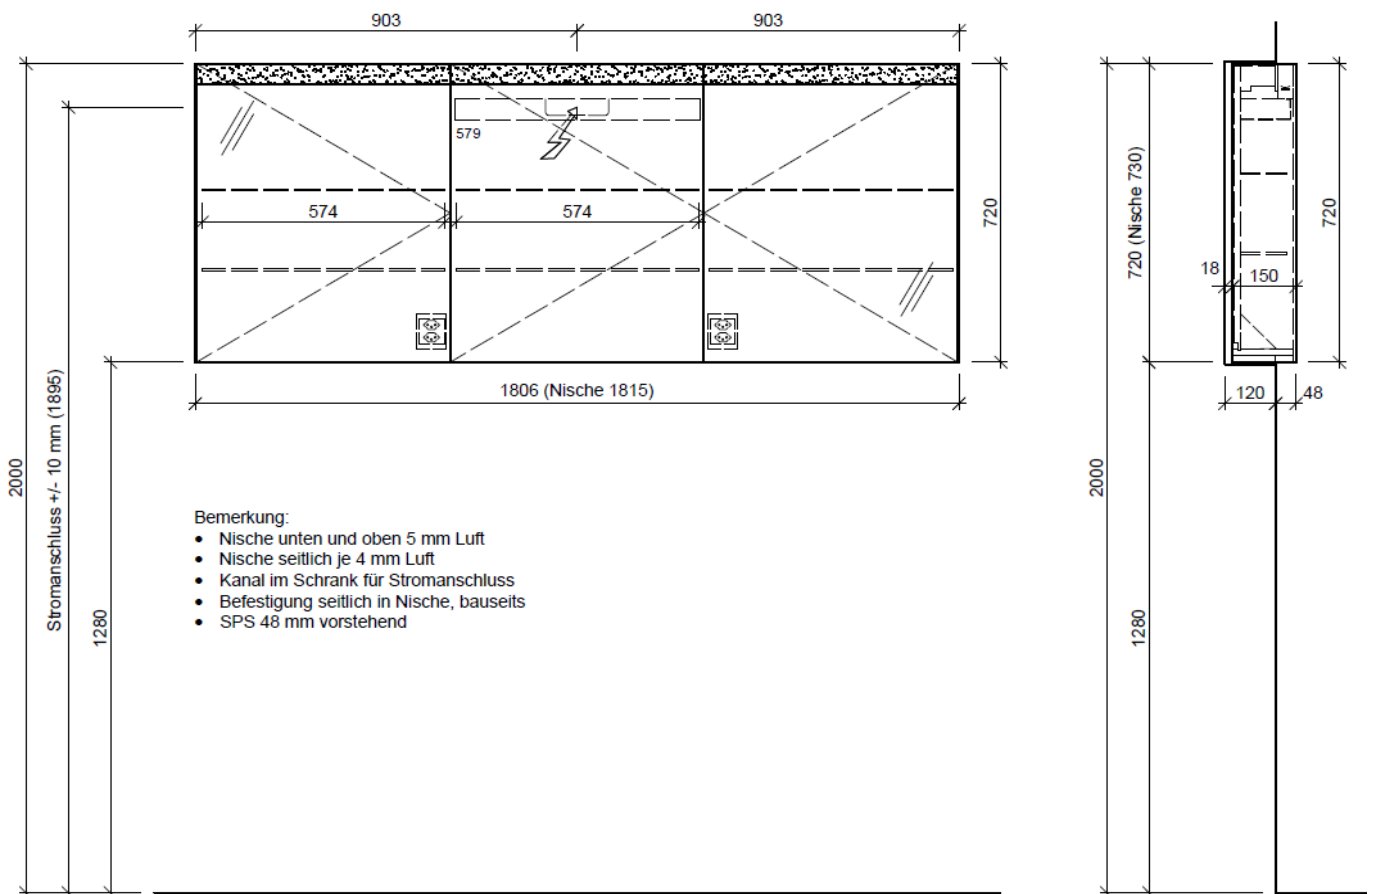 903
903
579
574
574
720
1806 (Nische 1815)
2000
Stromanschluss +/- 10 mm (1895)
1280
Bemerkung:
• Nische unten und oben 5 mm Luft
• Nische seitlich je 4 mm Luft
• Kanal im Schrank für Stromanschluss
• Befestigung seitlich in Nische, bauseits
• SPS 48 mm vorstehend
720 (Nische 730)
18
150
720
120
48
2000
1280